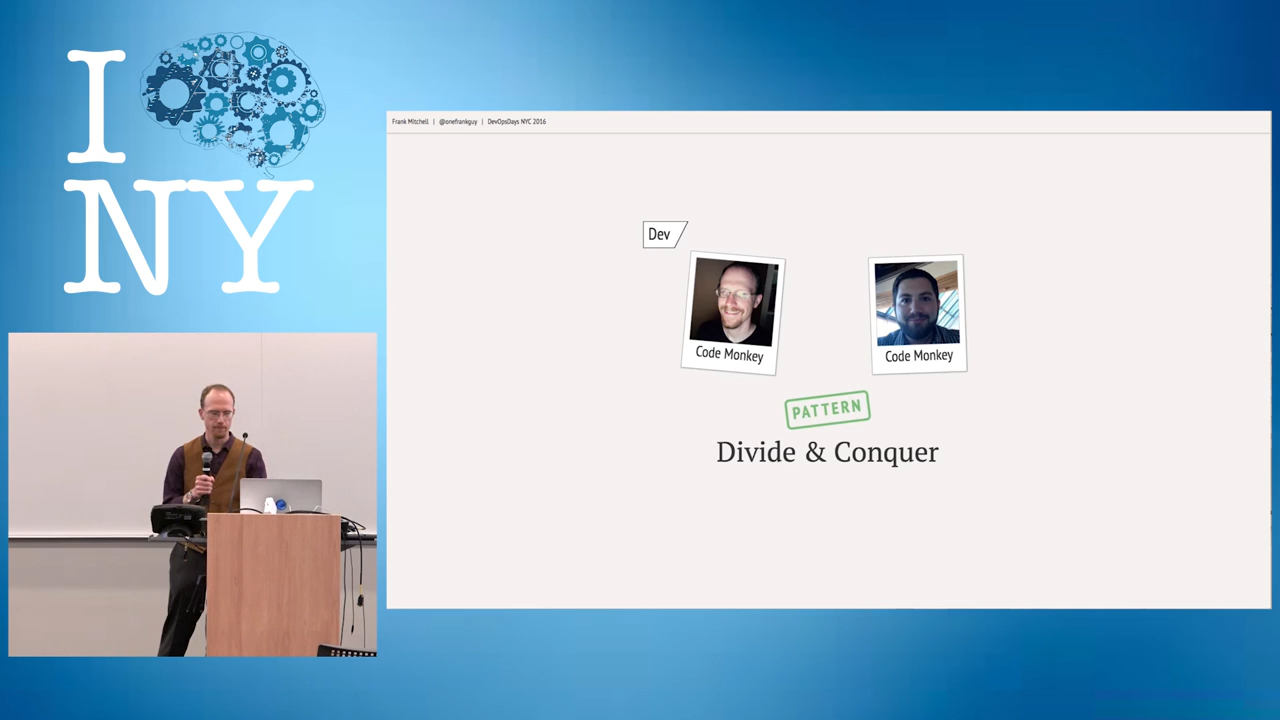 I
NY
Frank Mitchell | @onefrankguy | DevOpsDays NYC 2016
Dev
Code Monkey
Code Monkey
PATTERN
Divide & Conquer